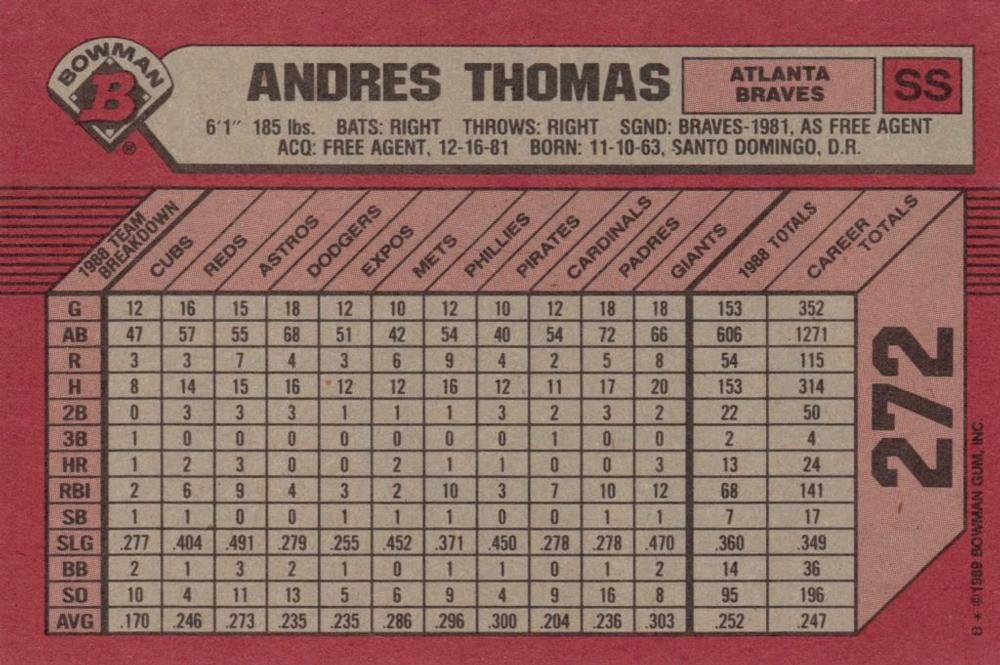 BOWMAN
B
®
ANDRES THOMAS
ATLANTA
BRAVES
SS
6'1" 185 lbs. BATS: RIGHT THROWS: RIGHT SGND: BRAVES-1981, AS FREE AGENT
ACQ: FREE AGENT, 12-16-81 BORN: 11-10-63, SANTO DOMINGO, D.R.
1988 TEAM BREAKDOWN CUBS REDS ASTROS DODGERS EXPOS METS PHILLIES PIRATES CARDINALS PADRES GIANTS 1988 TOTALS CAREER TOTALS
G 12 16 15 18 12 10 12 10 12 18 18 153 352
AB 47 57 55 68 51 42 54 40 54 72 66 606 1271
R 3 3 7 4 3 6 9 4 2 5 8 54 115
H 8 14 15 16 12 12 16 12 11 17 20 153 314
2B 0 3 3 3 1 1 1 3 2 3 2 22 50
3B 1 0 0 0 0 0 0 0 1 0 0 2 4
HR 1 2 3 0 0 2 1 1 0 0 3 13 24
RBI 2 6 9 4 3 2 10 3 7 10 12 68 141
SB 1 1 0 0 1 1 1 0 0 1 1 7 17
SLG .277 .404 .491 .279 .255 .452 .371 .450 .278 .278 .470 .360 .349
BB 2 1 3 2 1 0 1 1 0 1 2 14 36
SO 10 4 11 13 5 6 9 4 9 16 8 95 196
AVG .170 .246 .273 .235 .235 .286 .296 .300 .204 .236 .303 .252 .247
272
B * ©1989 BOWMAN GUM, INC.